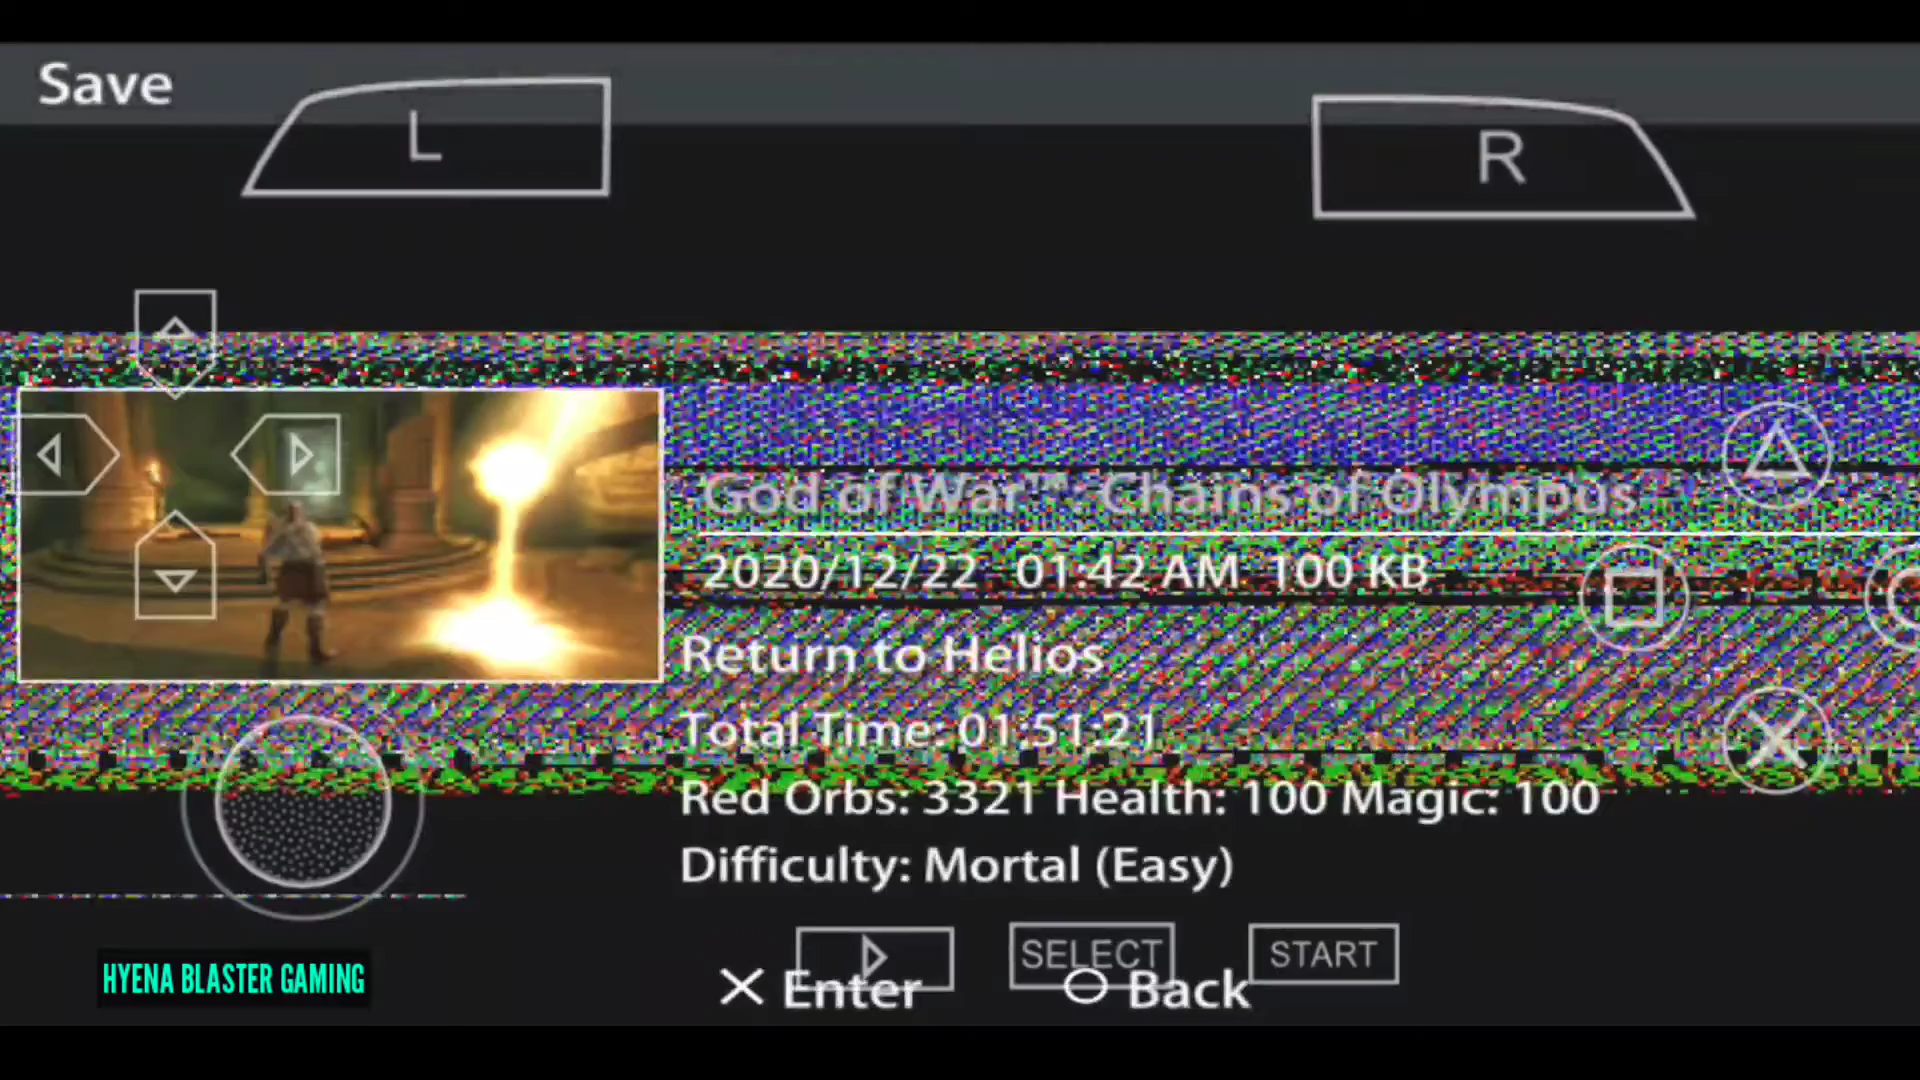 Save
L
R
God of War™: Chains of Olympus
2020/12/22 01:42 AM 100 KB
Return to Helios
Total Time: 01:51:21
Red Orbs: 3321 Health: 100 Magic: 100
Difficulty: Mortal (Easy)
SELECT
START
HYENA BLASTER GAMING
Enter
Back